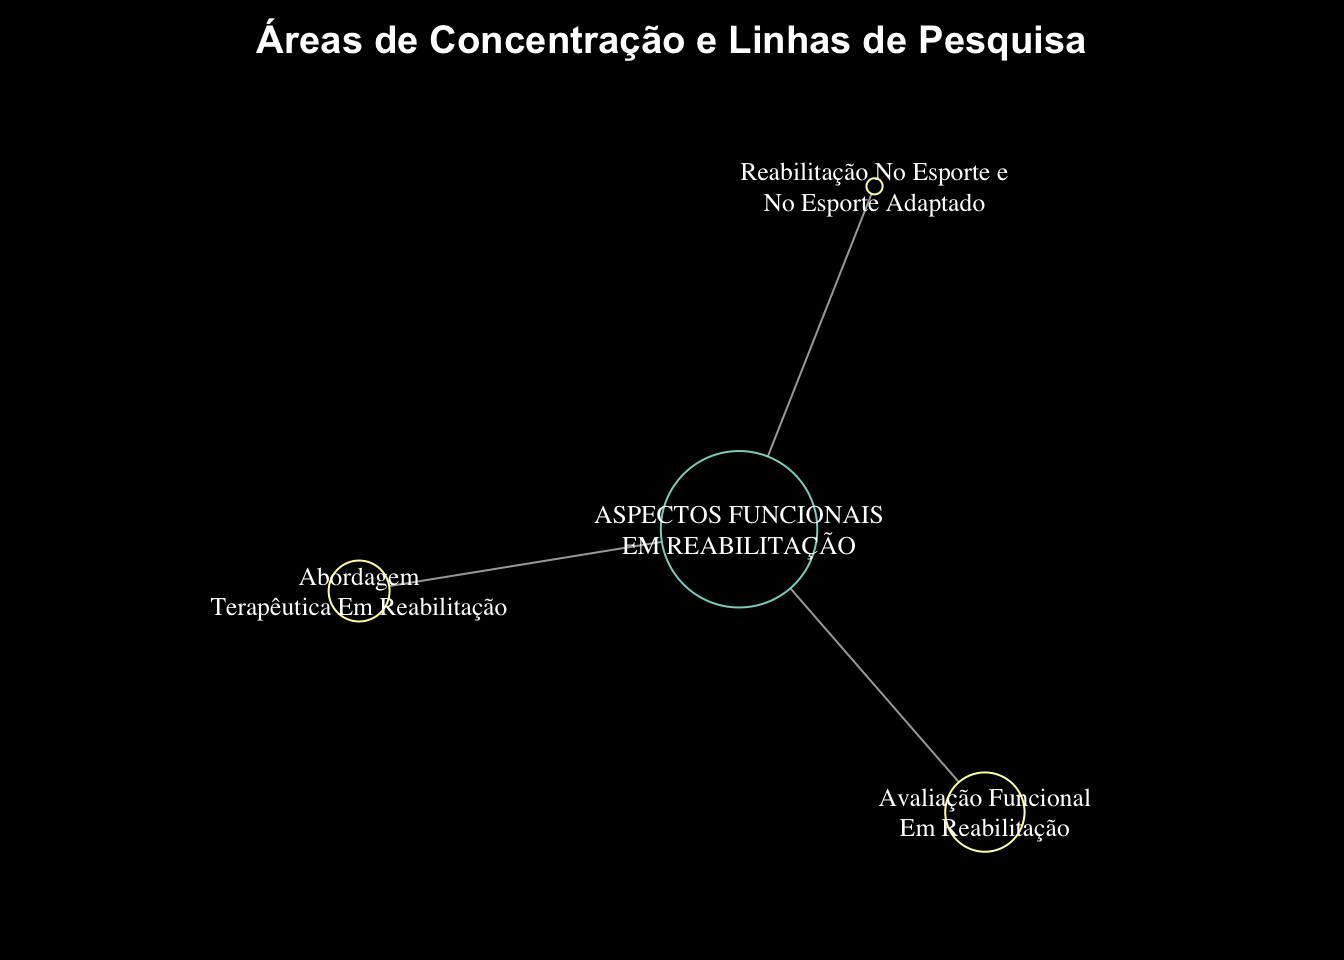 Áreas de Concentração e Linhas de Pesquisa
Reabilitação No Esporte e
No Esporte Adaptado
ASPECTOS FUNCIONAIS
EM REABILITAÇÃO
Abordagem
Terapêutica Em Reabilitação
Avaliação Funcional
Em Reabilitação